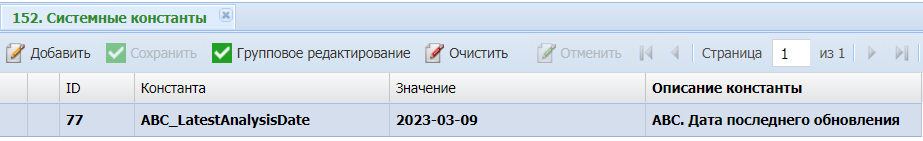 152. Системные константы
Добавить Сохранить Групповое редактирование Очистить Отменить Страница 1 из 1
ID Константа Значение Описание константы
77 ABC_LatestAnalysisDate 2023-03-09 ABC. Дата последнего обновления